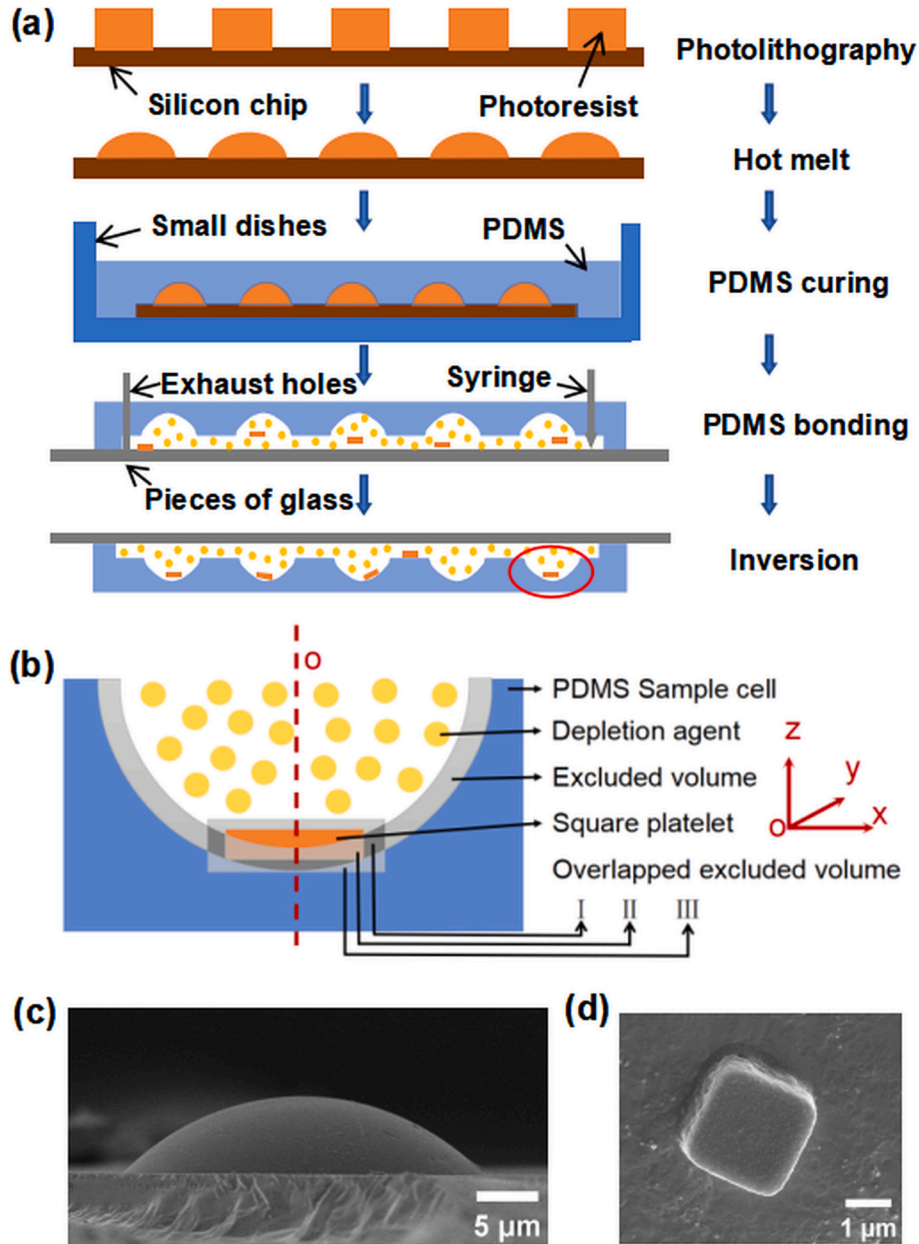 (a)
Photolithography
Silicon chip
Photoresist
Hot melt
Small dishes
PDMS
PDMS curing
Exhaust holes
Syringe
PDMS bonding
Pieces of glass
Inversion
(b)
o
PDMS Sample cell
Depletion agent
Excluded volume
Square platelet
Overlapped excluded volume
I II III
z
y
o
x
(c)
5 μm
(d)
1 μm